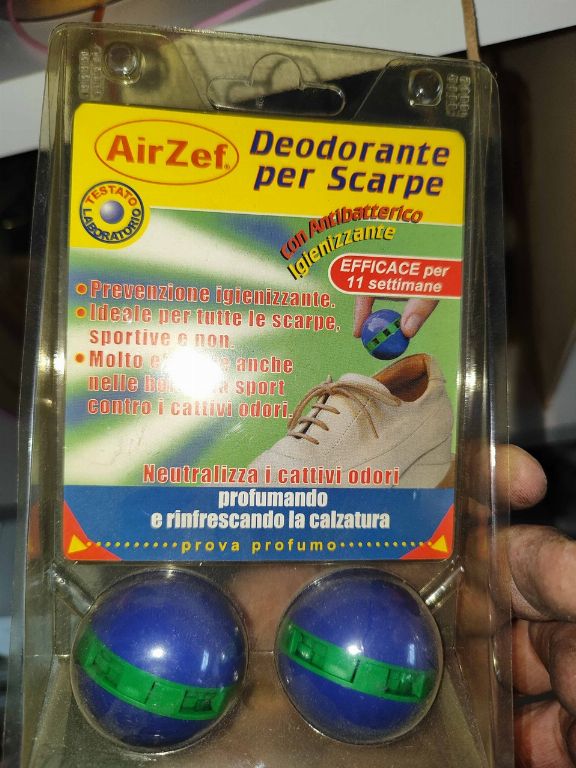 AirZef®
Deodorante
per Scarpe
TESTATO
LABORATORIO
con Antibatterico
Igienizzante
EFFICACE per
11 settimane
• Prevenzione igienizzante.
• Ideale per tutte le scarpe,
sportive e non.
• Molto anche
nelle sport
contro i cattivi odori.
Neutralizza i cattivi odori
profumando
e rinfrescando la calzatura
prova profumo